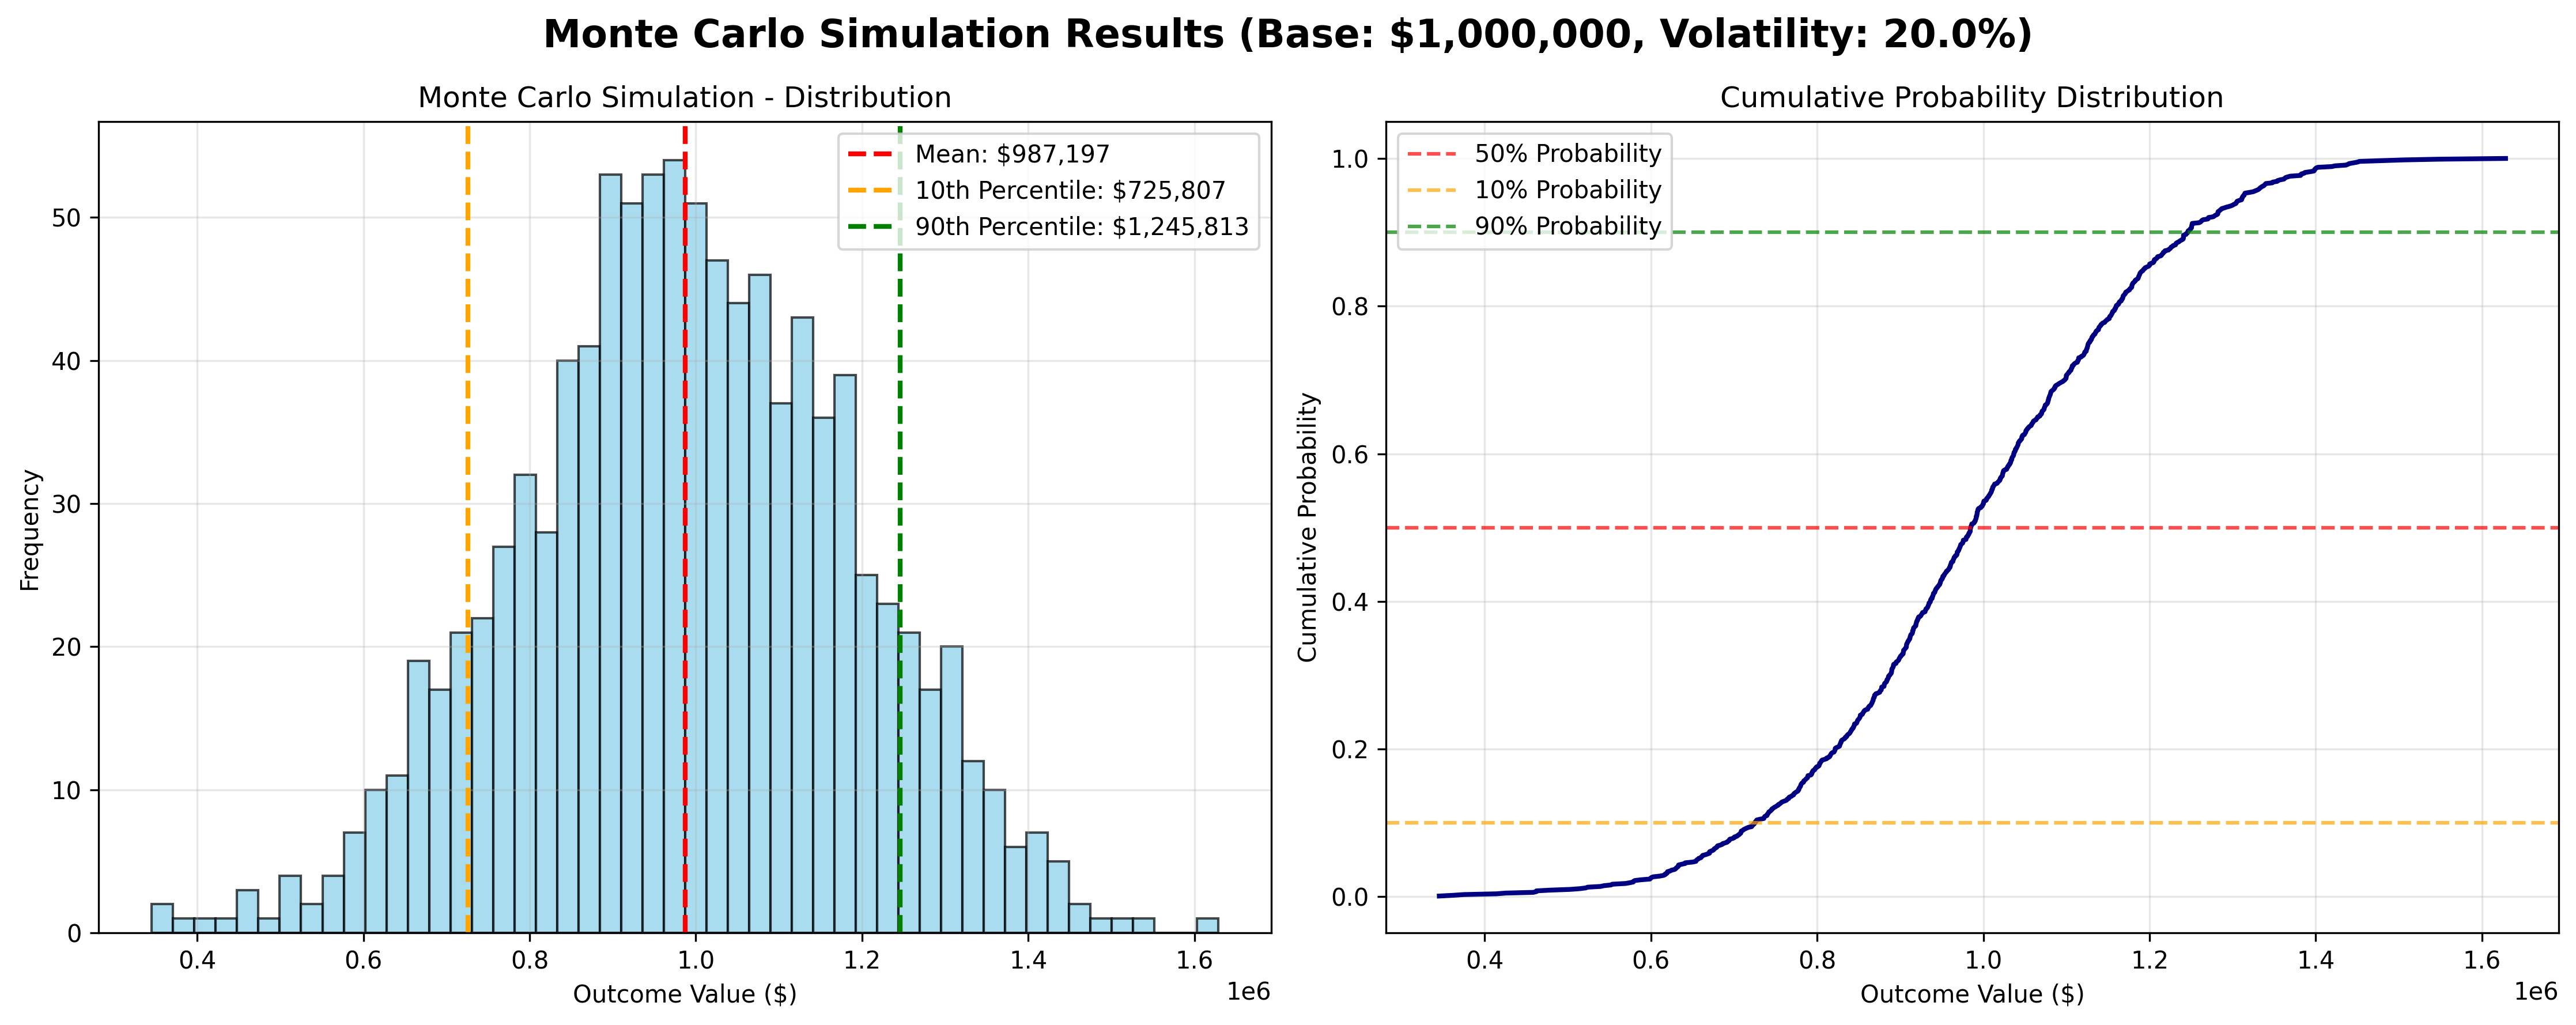 Monte Carlo Simulation Results (Base: $1,000,000, Volatility: 20.0%)
Monte Carlo Simulation - Distribution
Mean: $987,197
10th Percentile: $725,807
90th Percentile: $1,245,813
Frequency
50
40
30
20
10
0
0.4 0.6 0.8 1.0 1.2 1.4 1.6
1e6
Outcome Value ($)
Cumulative Probability Distribution
50% Probability
10% Probability
90% Probability
Cumulative Probability
1.0
0.8
0.6
0.4
0.2
0.0
0.4 0.6 0.8 1.0 1.2 1.4 1.6
1e6
Outcome Value ($)